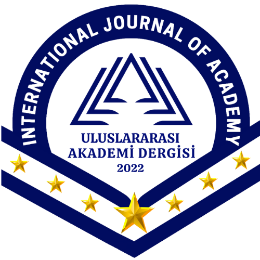 INTERNATIONAL JOURNAL OF ACADEMY
ULUSLARARASI
AKADEMİ DERGİSİ
2022